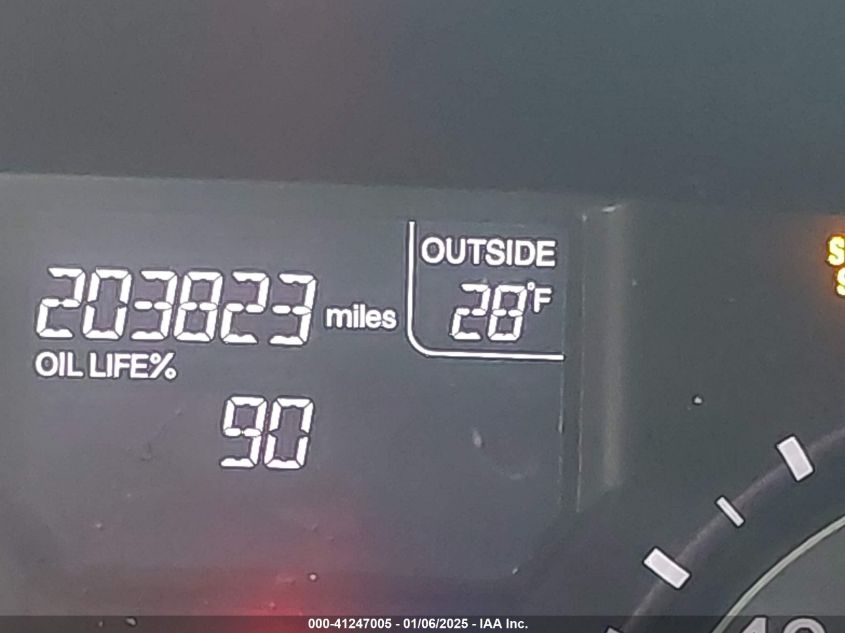 OUTSIDE
203823 miles
28°F
OIL LIFE%
90
000-41247005 - 01/06/2025 - IAA Inc.